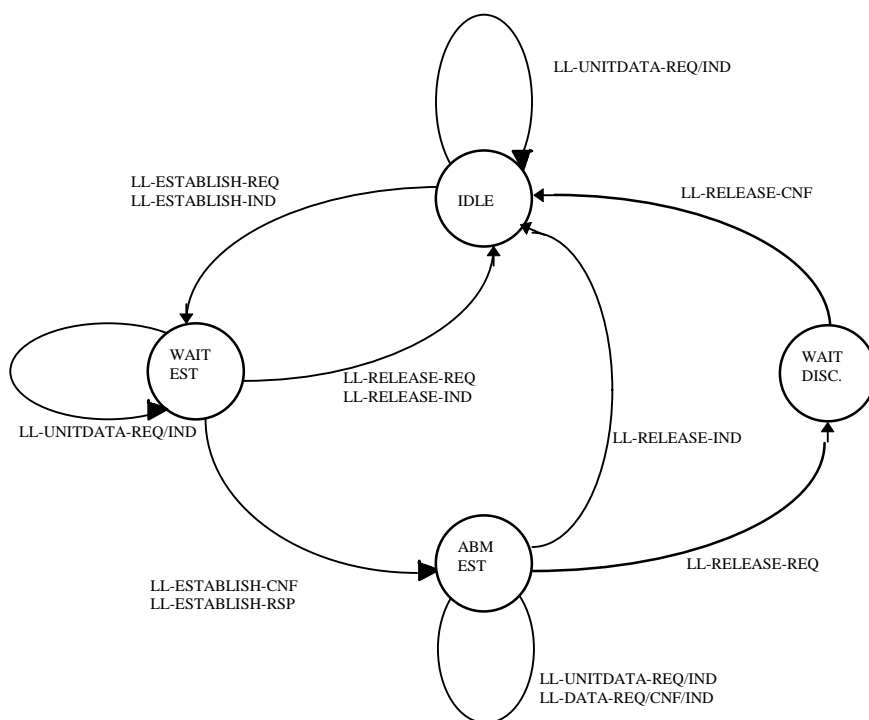 LL-UNITDATA-REQ/IND
LL-ESTABLISH-REQ
LL-ESTABLISH-IND
IDLE
LL-RELEASE-CNF
WAIT
EST
WAIT
DISC.
LL-RELEASE-REQ
LL-RELEASE-IND
LL-UNITDATA-REQ/IND
LL-RELEASE-IND
ABM
EST
LL-RELEASE-REQ
LL-ESTABLISH-CNF
LL-ESTABLISH-RSP
LL-UNITDATA-REQ/IND
LL-DATA-REQ/CNF/IND